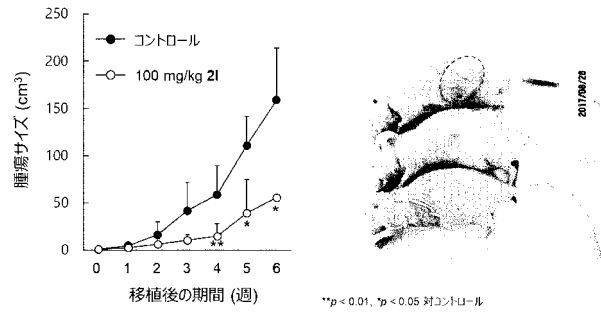 250
200
150
100
50
0
腫瘍サイズ (cm³)
コントロール
100 mg/kg 2l
**
*
*
0 1 2 3 4 5 6
移植後の期間 (週)
2017/08/28
**p < 0.01, *p < 0.05 対コントロール